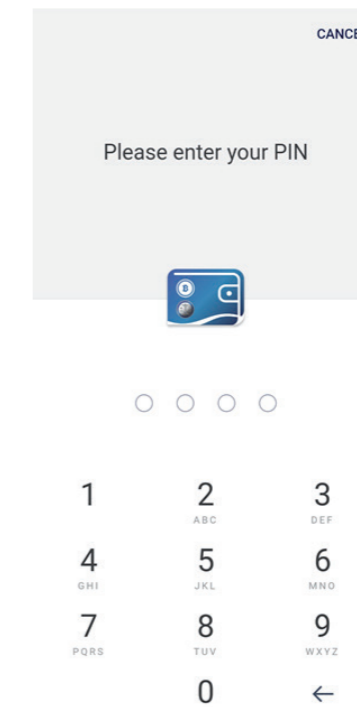 CANCE
Please enter your PIN
1 2 3
ABC DEF
4 5 6
GHI JKL MNO
7 8 9
PQRS TUV WXYZ
0